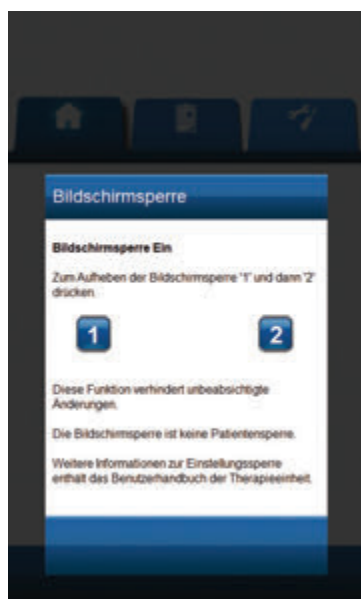 Bildschirmsperre
Bildschirmsperre Ein
Zum Aufheben der Bildschirmsperre '1' und dann '2'
drücken.
1 2
Diese Funktion verhindert unbeabsichtigte
Änderungen.
Die Bildschirmsperre ist keine Patientensperre.
Weitere Informationen zur Einstellungssperre
enthält das Benutzerhandbuch der Therapieeinheit.